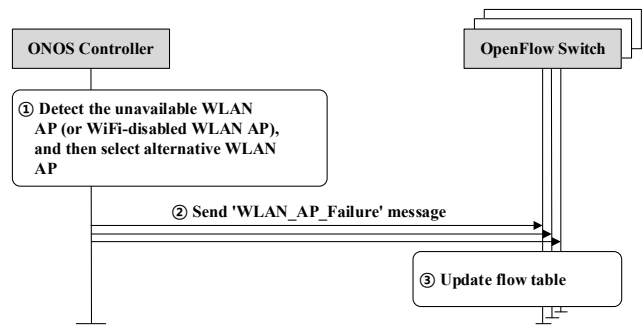 ONOS Controller
OpenFlow Switch
① Detect the unavailable WLAN
AP (or WiFi-disabled WLAN AP),
and then select alternative WLAN
AP
② Send 'WLAN_AP_Failure' message
③ Update flow table